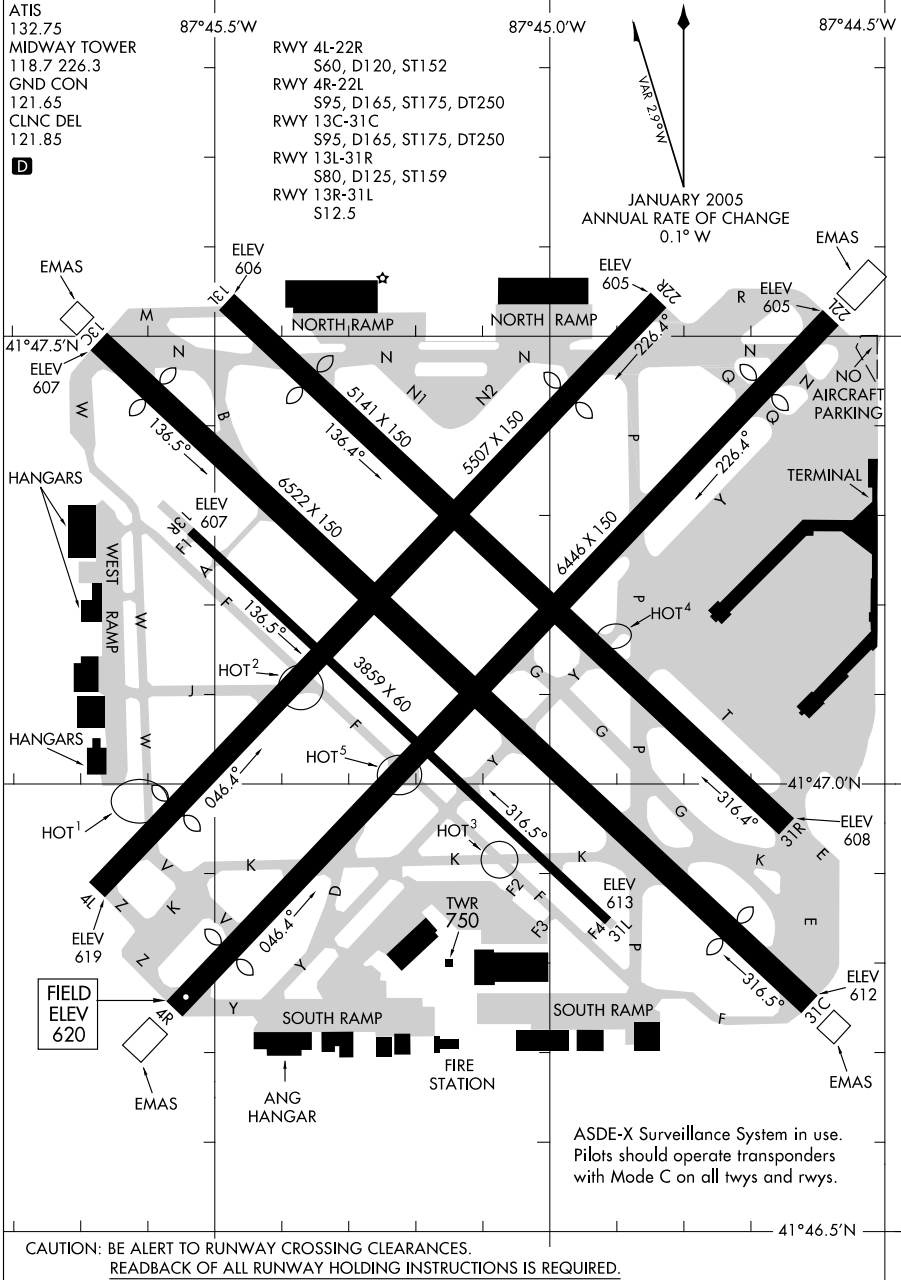 ATIS
132.75
MIDWAY TOWER
118.7 226.3
GND CON
121.65
CLNC DEL
121.85
D
87°45.5'W
87°45.0'W
87°44.5'W
RWY 4L-22R
S60, D120, ST152
RWY 4R-22L
S95, D165, ST175, DT250
RWY 13C-31C
S95, D165, ST175, DT250
RWY 13L-31R
S80, D125, ST159
RWY 13R-31L
S12.5
VAR 2.9°W
JANUARY 2005
ANNUAL RATE OF CHANGE
0.1° W
EMAS
ELEV
606
13L
ELEV
605
22R
EMAS
ELEV
605
22L
R
M
NORTH RAMP
NORTH RAMP
41°47.5'N
13C
ELEV
607
N
N
N
N
N
226.4°
NO
AIRCRAFT
PARKING
W
B
N1
N2
Q
Q
5141 X 150
136.4°
136.5°
5507 X 150
P
226.4°
Y
HANGARS
TERMINAL
6522 X 150
13R
ELEV
607
F1
A
F
6446 X 150
WEST
RAMP
W
136.5°
P
HOT4
HOT2
G
Y
J
3859 X 60
F
T
W
G
P
HANGARS
HOT5
Y
046.4°
41°47.0'N
316.4°
316.5°
HOT1
G
31R
ELEV
608
E
HOT3
V
K
K
K
K
4L
Z
K
V
D
F2
F
ELEV
613
TWR
750
F4
31L
F3
E
ELEV
619
Z
046.4°
Y
P
316.5°
ELEV
612
FIELD
ELEV
620
4R
Y
SOUTH RAMP
SOUTH RAMP
F
31C
EMAS
ANG
HANGAR
FIRE
STATION
EMAS
ASDE-X Surveillance System in use.
Pilots should operate transponders
with Mode C on all twys and rwys.
41°46.5'N
CAUTION: BE ALERT TO RUNWAY CROSSING CLEARANCES.
READBACK OF ALL RUNWAY HOLDING INSTRUCTIONS IS REQUIRED.